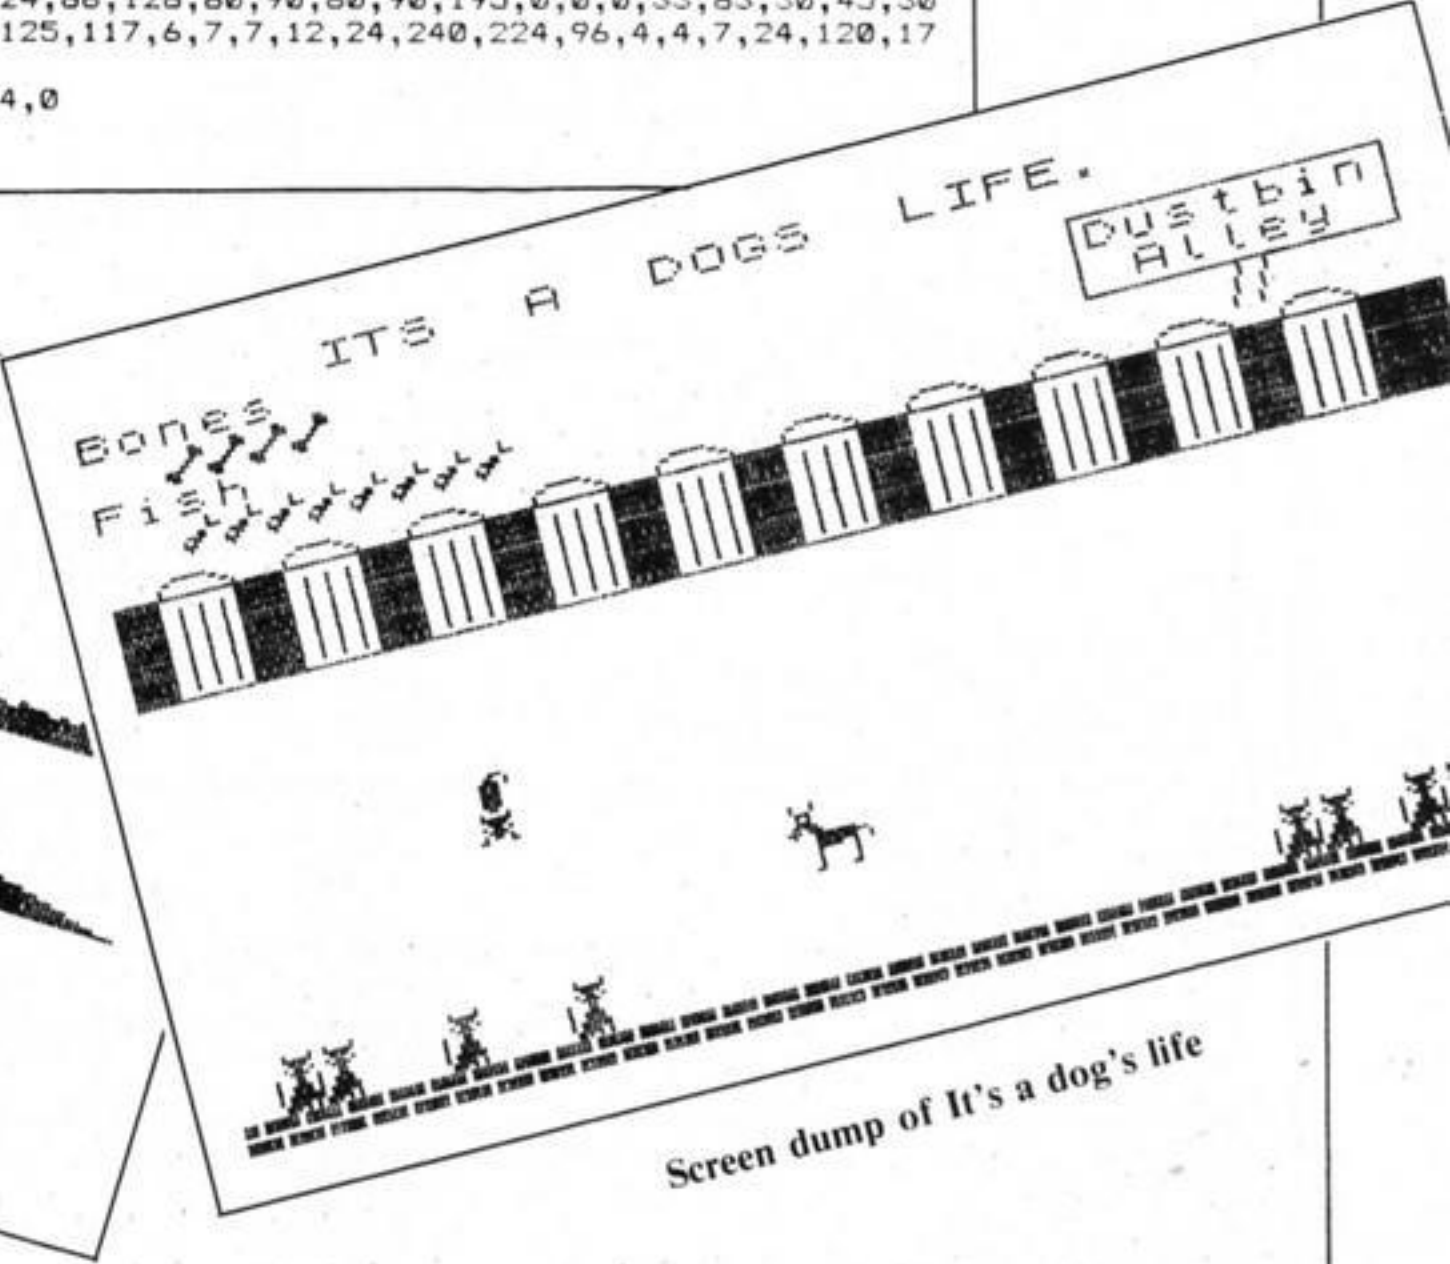 125,117,6,7,7,12,24,240,224,96,4,4,7,24,120,17
4,0
ITS A DOGS LIFE.
Dustbin
Alley
Bones
Fish
Screen dump of It's a dog's life